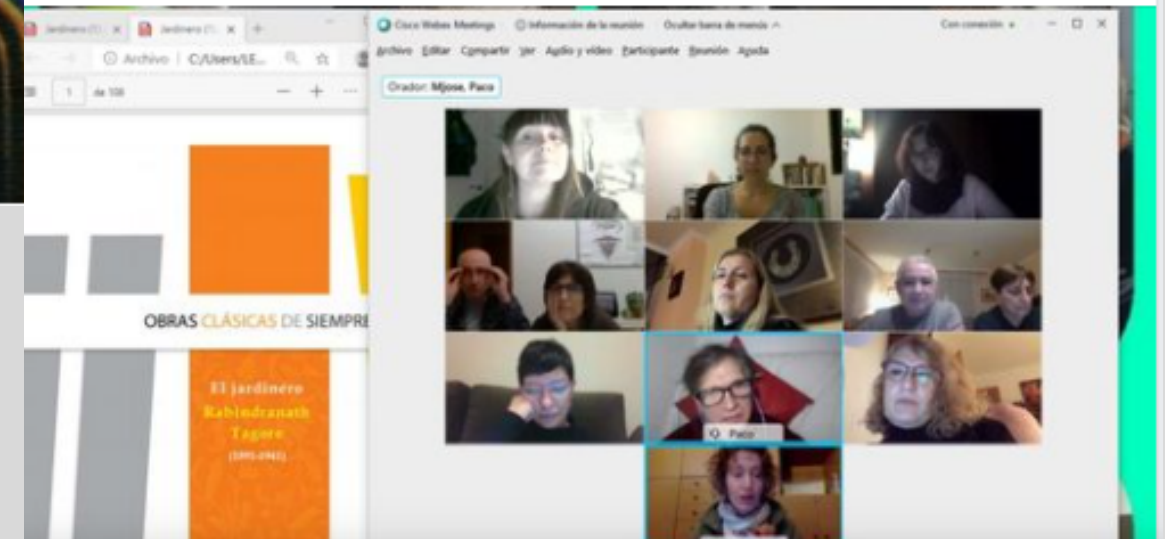 Jardinero (1)
Jardinero (1)
Archivo | C:/Users/LE...
1 de 108
OBRAS CLÁSICAS DE SIEMPRE
El jardinero
Rabindranath
Tagore
Cisco Webex Meetings
Información de la reunión
Ocultar barra de menús
Con conexión
Archivo Editar Compartir Ver Audio y vídeo Participante Reunión Ayuda
Orador: Mjose, Paco
Paco